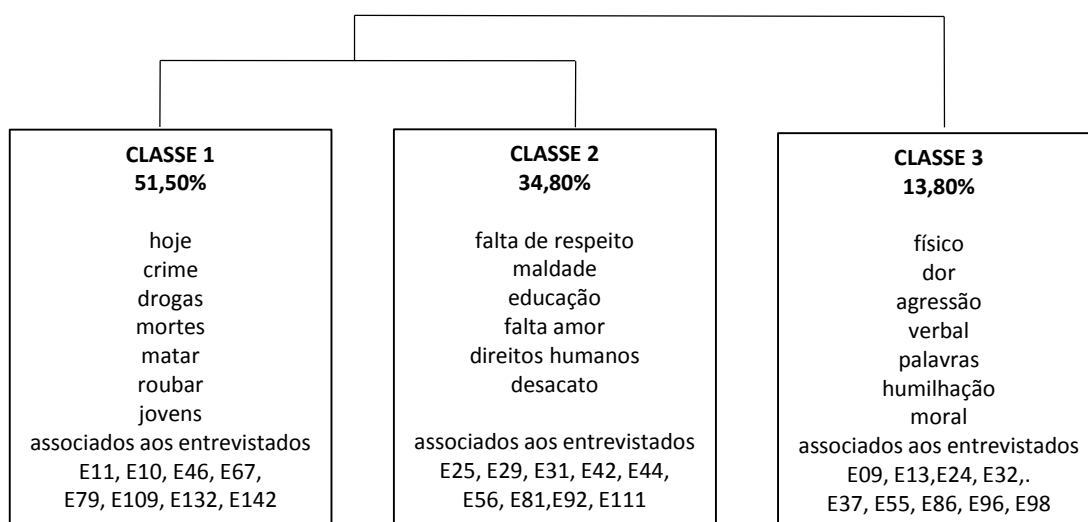 CLASSE 1
51,50%
hoje
crime
drogas
mortes
matar
roubar
jovens
associados aos entrevistados
E11, E10, E46, E67,
E79, E109, E132, E142
CLASSE 2
34,80%
falta de respeito
maldade
educação
falta amor
direitos humanos
desacato
associados aos entrevistados
E25, E29, E31, E42, E44,
E56, E81,E92, E111
CLASSE 3
13,80%
físico
dor
agressão
verbal
palavras
humilhação
moral
associados aos entrevistados
E09, E13,E24, E32,.
E37, E55, E86, E96, E98